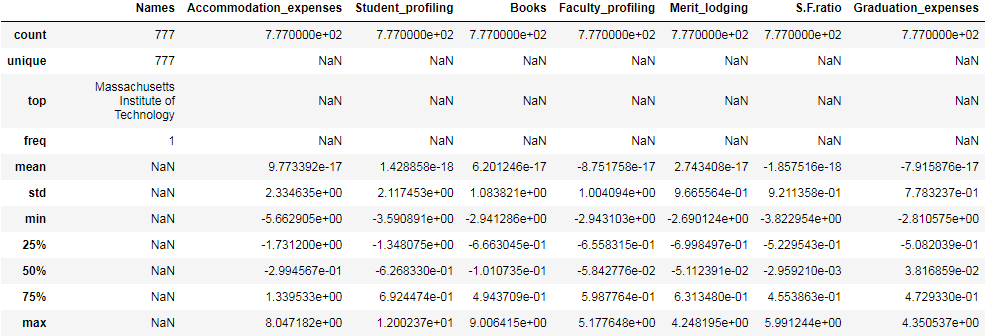 Names Accommodation_expenses Student_profiling Books Faculty_profiling Merit_lodging S.F.ratio Graduation_expenses
count 777 7.770000e+02 7.770000e+02 7.770000e+02 7.770000e+02 7.770000e+02 7.770000e+02 7.770000e+02
unique 777 NaN NaN NaN NaN NaN NaN NaN
Massachusetts
top Institute of NaN NaN NaN NaN NaN NaN NaN
Technology
freq 1 NaN NaN NaN NaN NaN NaN NaN
mean NaN 9.773392e-17 1.428858e-18 6.201246e-17 -8.751758e-17 2.743408e-17 -1.857516e-18 -7.915876e-17
std NaN 2.334635e+00 2.117453e+00 1.083821e+00 1.004094e+00 9.665564e-01 9.211358e-01 7.783237e-01
min NaN -5.662905e+00 -3.590891e+00 -2.941286e+00 -2.943103e+00 -2.690124e+00 -3.822954e+00 -2.810575e+00
25% NaN -1.731200e+00 -1.348075e+00 -6.663045e-01 -6.558315e-01 -6.998497e-01 -5.229543e-01 -5.082039e-01
50% NaN -2.994567e-01 -6.268330e-01 -1.010735e-01 -5.842776e-02 -5.112391e-02 -2.959210e-03 3.816859e-02
75% NaN 1.339533e+00 6.924474e-01 4.943709e-01 5.987764e-01 6.313480e-01 4.553863e-01 4.729330e-01
max NaN 8.047182e+00 1.200237e+01 9.006415e+00 5.177648e+00 4.248195e+00 5.991244e+00 4.350537e+00